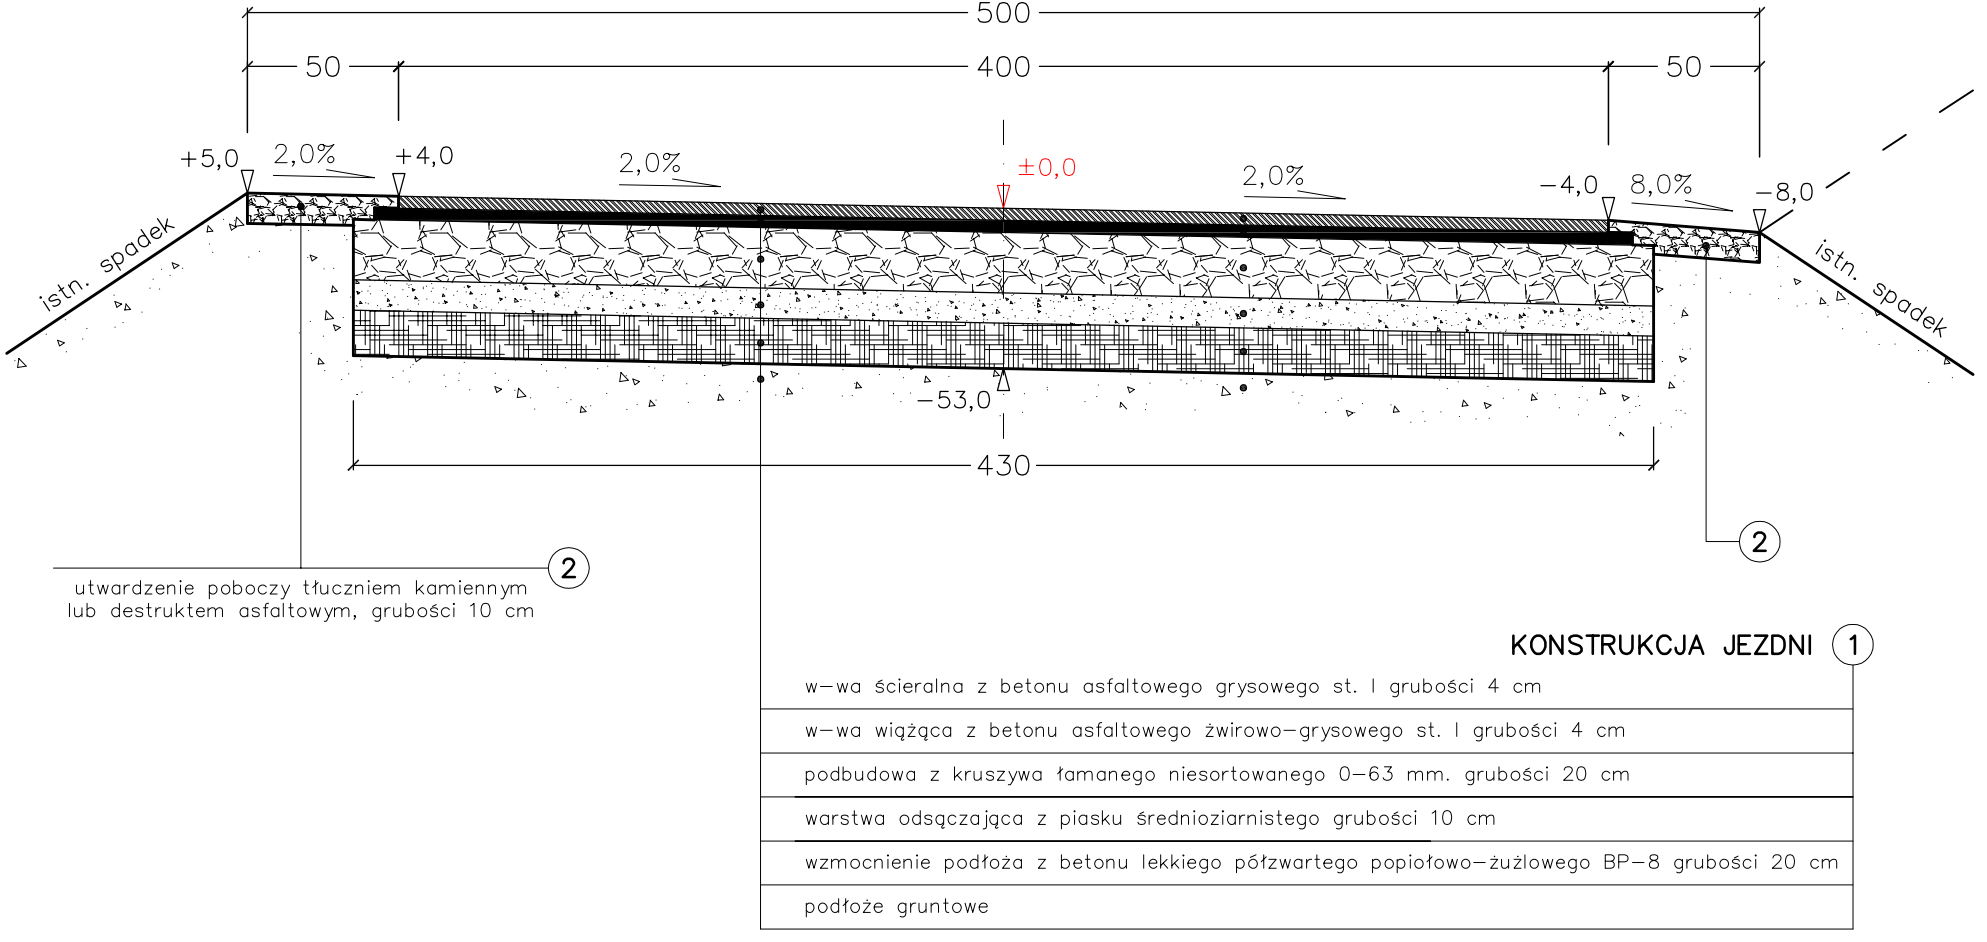 500
50 400 50
+5,0 2,0% +4,0 2,0% ±0,0 2,0% −4,0 8,0% −8,0
istn. spadek
istn. spadek
−53,0
430
2
utwardzenie poboczy tłuczniem kamiennym
lub destruktem asfaltowym, grubości 10 cm
2
KONSTRUKCJA JEZDNI 1
w−wa ścieralna z betonu asfaltowego grysowego st. I grubości 4 cm
w−wa wiążąca z betonu asfaltowego żwirowo−grysowego st. I grubości 4 cm
podbudowa z kruszywa łamanego niesortowanego 0−63 mm. grubości 20 cm
warstwa odsączająca z piasku średnioziarnistego grubości 10 cm
wzmocnienie podłoża z betonu lekkiego półzwartego popiołowo−żużlowego BP−8 grubości 20 cm
podłoże gruntowe